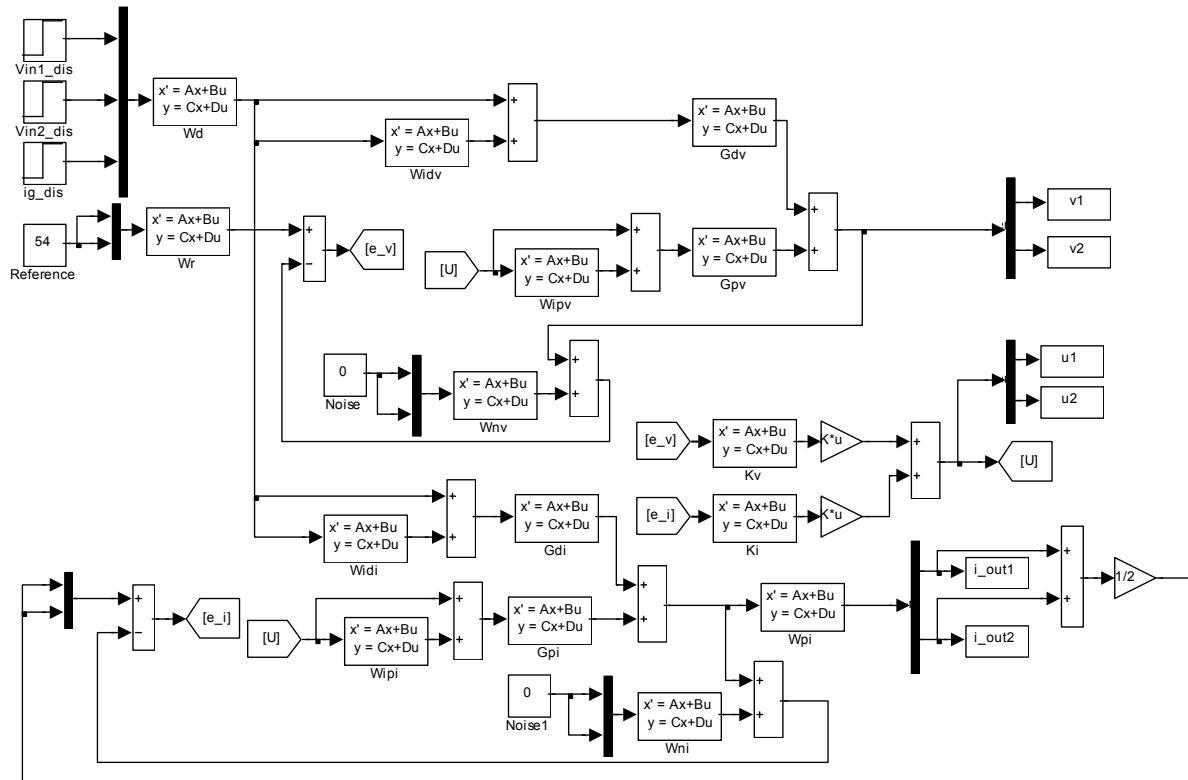 Vin1_dis
Vin2_dis
ig_dis
x' = Ax+Bu
y = Cx+Du
Wd
x' = Ax+Bu
y = Cx+Du
Widv
+
+
x' = Ax+Bu
y = Cx+Du
Gdv
54
Reference
x' = Ax+Bu
y = Cx+Du
Wr
+
−
[e_v]
[U]
x' = Ax+Bu
y = Cx+Du
Wipv
+
+
x' = Ax+Bu
y = Cx+Du
Gpv
+
+
v1
v2
0
Noise
x' = Ax+Bu
y = Cx+Du
Wnv
+
+
u1
u2
[e_v]
x' = Ax+Bu
y = Cx+Du
Kv
K*u
+
+
[U]
[e_i]
x' = Ax+Bu
y = Cx+Du
Ki
K*u
x' = Ax+Bu
y = Cx+Du
Widi
+
+
x' = Ax+Bu
y = Cx+Du
Gdi
+
−
[e_i]
[U]
x' = Ax+Bu
y = Cx+Du
Wipi
+
+
x' = Ax+Bu
y = Cx+Du
Gpi
+
+
x' = Ax+Bu
y = Cx+Du
Wpi
i_out1
i_out2
+
+
1/2
0
Noise1
x' = Ax+Bu
y = Cx+Du
Wni
+
+